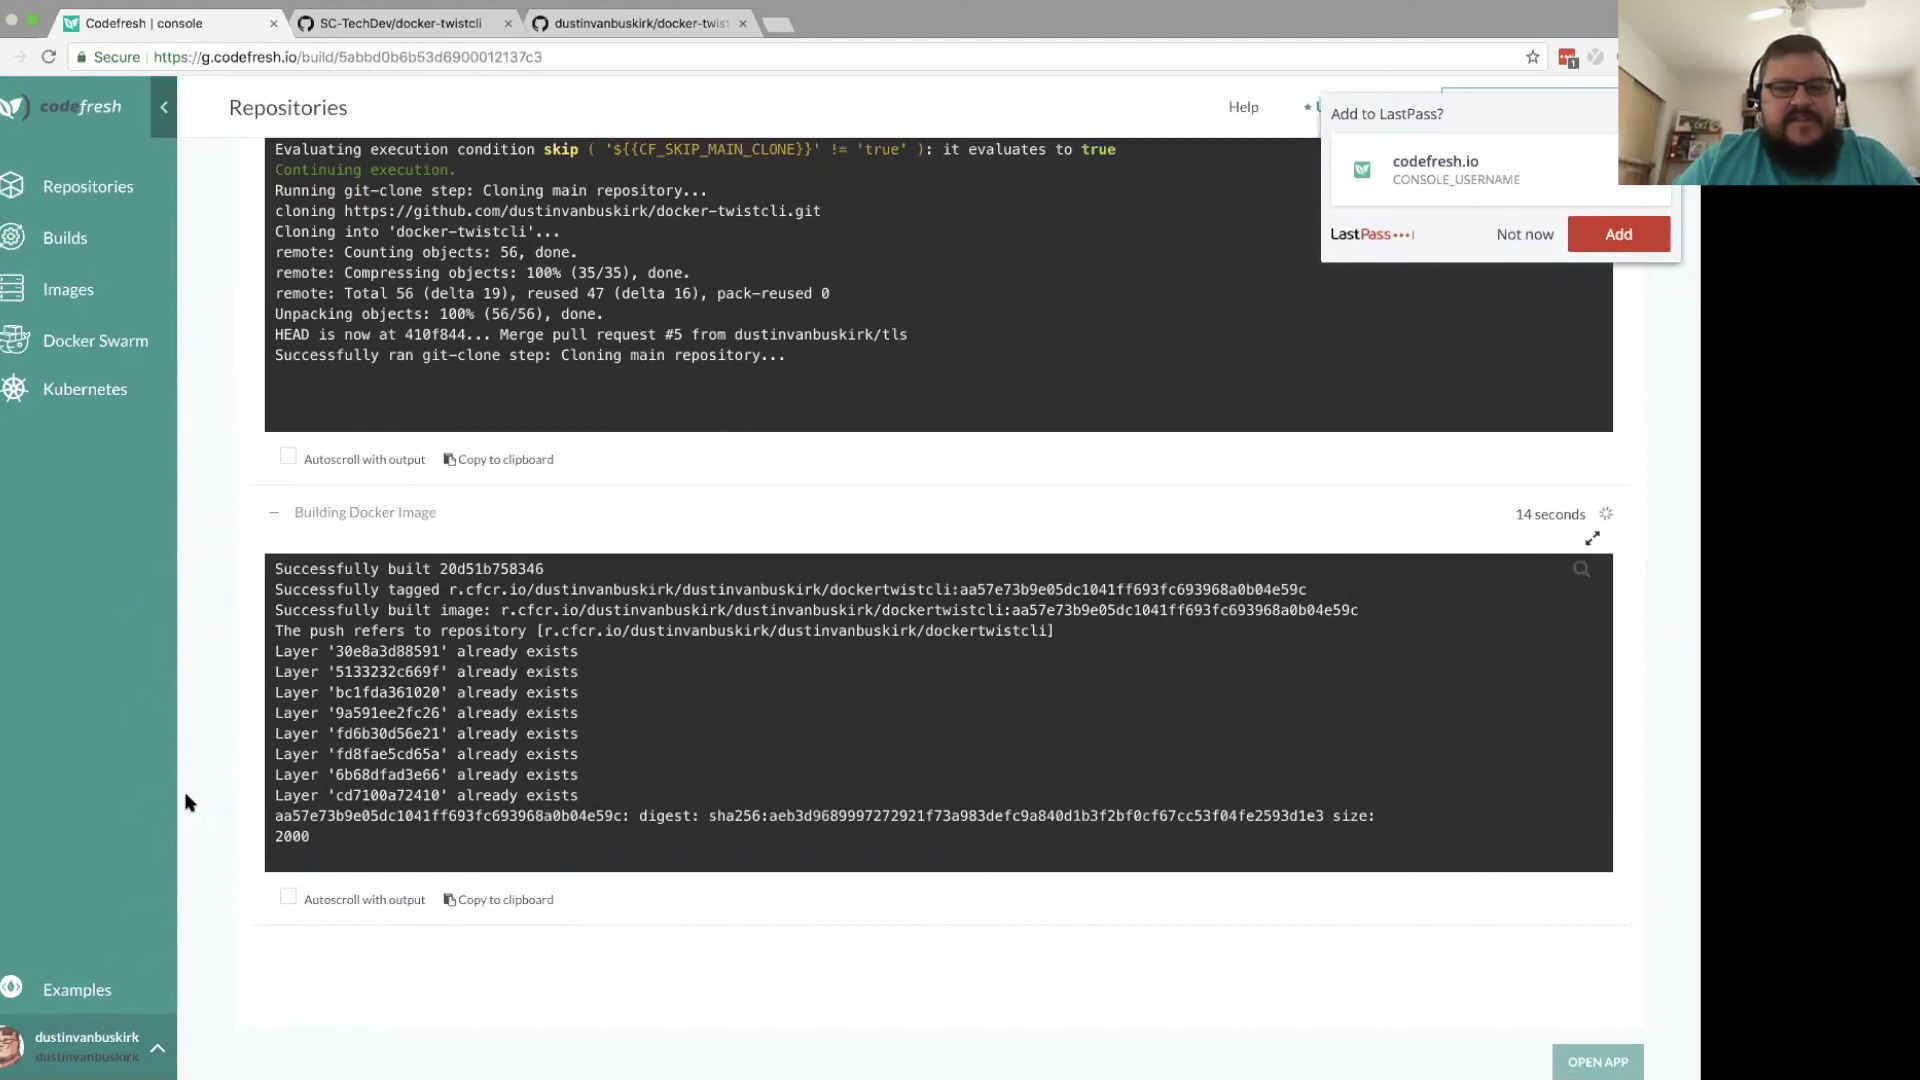 Codefresh | console
SC-TechDev/docker-twistcli
dustinvanbuskirk/docker-twist
Secure
https://g.codefresh.io/build/5abbd0b6b53d6900012137c3
1
codefresh
Repositories
Help
Add to LastPass?
codefresh.io
CONSOLE_USERNAME
LastPass
Not now
Add
Repositories
Builds
Images
Docker Swarm
Kubernetes
Evaluating execution condition skip ( '${{CF_SKIP_MAIN_CLONE}}' != 'true' ): it evaluates to true
Continuing execution.
Running git-clone step: Cloning main repository...
cloning https://github.com/dustinvanbuskirk/docker-twistcli.git
Cloning into 'docker-twistcli'...
remote: Counting objects: 56, done.
remote: Compressing objects: 100% (35/35), done.
remote: Total 56 (delta 19), reused 47 (delta 16), pack-reused 0
Unpacking objects: 100% (56/56), done.
HEAD is now at 410f844... Merge pull request #5 from dustinvanbuskirk/tls
Successfully ran git-clone step: Cloning main repository...
Autoscroll with output
Copy to clipboard
Building Docker Image
14 seconds
Successfully built 20d51b758346
Successfully tagged r.cfcr.io/dustinvanbuskirk/dustinvanbuskirk/dockertwistcli:aa57e73b9e05dc1041ff693fc693968a0b04e59c
Successfully built image: r.cfcr.io/dustinvanbuskirk/dustinvanbuskirk/dockertwistcli:aa57e73b9e05dc1041ff693fc693968a0b04e59c
The push refers to repository [r.cfcr.io/dustinvanbuskirk/dustinvanbuskirk/dockertwistcli]
Layer '30e8a3d88591' already exists
Layer '5133232c669f' already exists
Layer 'bc1fda361020' already exists
Layer '9a591ee2fc26' already exists
Layer 'fd6b30d56e21' already exists
Layer 'fd8fae5cd65a' already exists
Layer '6b68dfad3e66' already exists
Layer 'cd7100a72410' already exists
aa57e73b9e05dc1041ff693fc693968a0b04e59c: digest: sha256:aeb3d9689997272921f73a983defc9a840d1b3f2bf0cf67cc53f04fe2593d1e3 size:
2000
Autoscroll with output
Copy to clipboard
Examples
dustinvanbuskirk
dustinvanbuskirk
OPEN APP